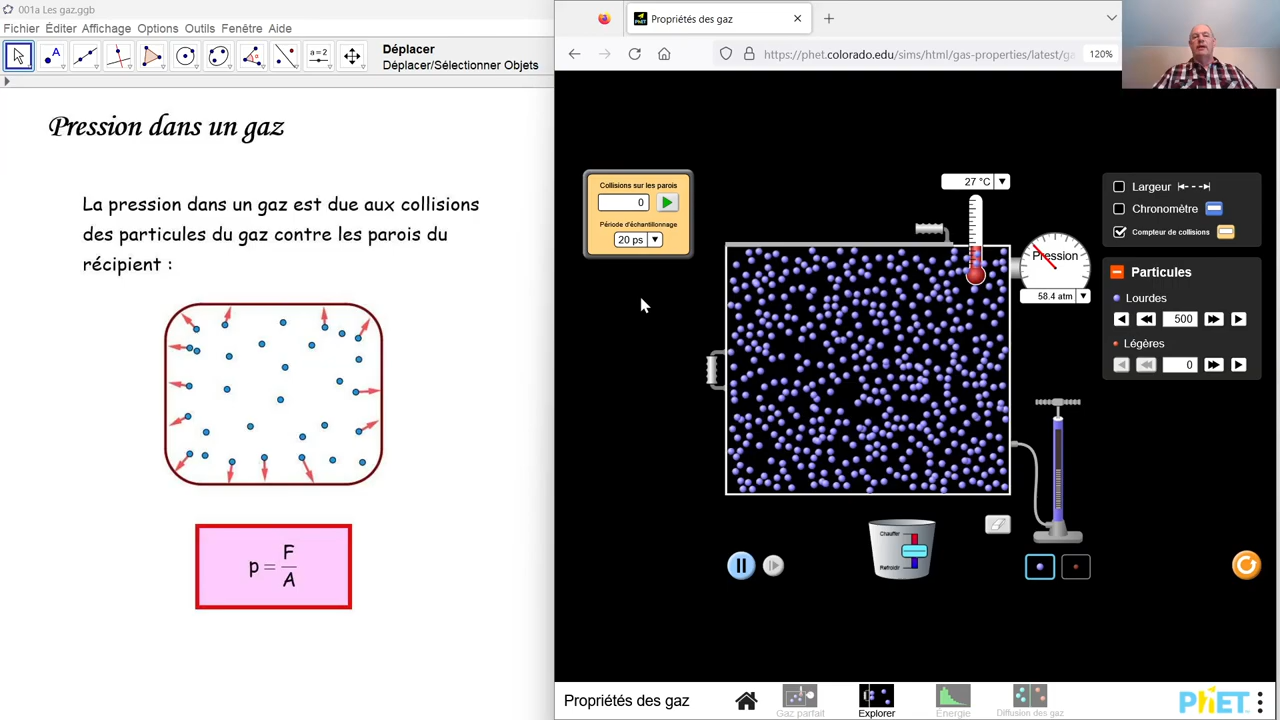 001a Les gaz.ggb
Fichier Éditer Affichage Options Outils Fenêtre Aide
A
a=2
Déplacer
Déplacer/Sélectionner Objets
Pression dans un gaz
La pression dans un gaz est due aux collisions
des particules du gaz contre les parois du
récipient :
p = F/A
Propriétés des gaz
https://phet.colorado.edu/sims/html/gas-properties/latest/ga
120%
Collisions sur les parois
0
Période d'échantillonnage
20 ps
27 °C
Pression
58.4 atm
Largeur
Chronomètre
Compteur de collisions
Particules
Lourdes
500
Légères
0
Chauffer
Refroidir
Propriétés des gaz
Gaz parfait
Explorer
Énergie
Diffusion des gaz
PhET